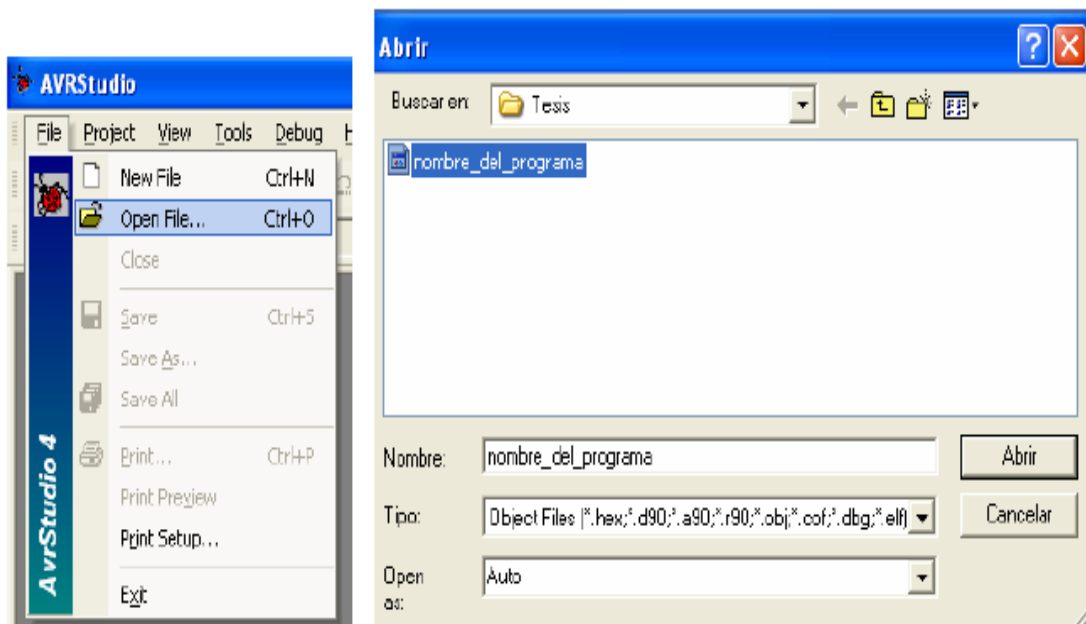 AVRStudio
File Project View Tools Debug H
New File Ctrl+N
Open File... Ctrl+O
Close
Save Ctrl+S
Save As...
Save All
Print... Ctrl+P
Print Preview
Print Setup...
Exit
AvrStudio 4
Abrir
Buscar en: Tesis
nombre_del_programa
Nombre: nombre_del_programa Abrir
Tipo: Object Files (*.hex;*.d90;*.a90;*.r90;*.obj;*.cof;*.dbg;*.elf) Cancelar
Open as: Auto